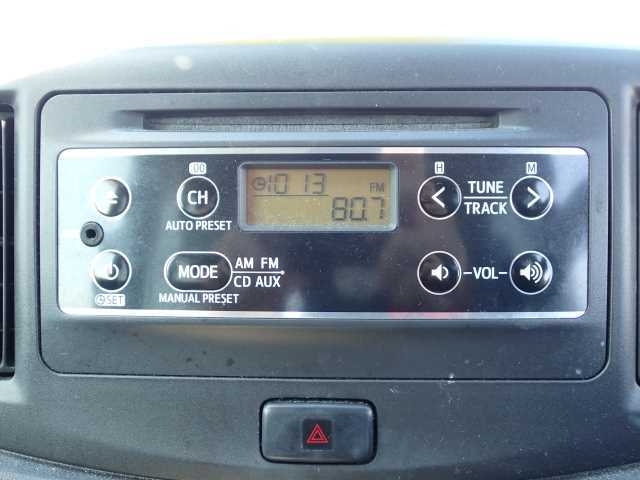 :00
H
M
CH
AUTO PRESET
10 13
FM
80.7
TUNE
TRACK
MODE
AM FM
CD AUX
MANUAL PRESET
SET
-VOL-